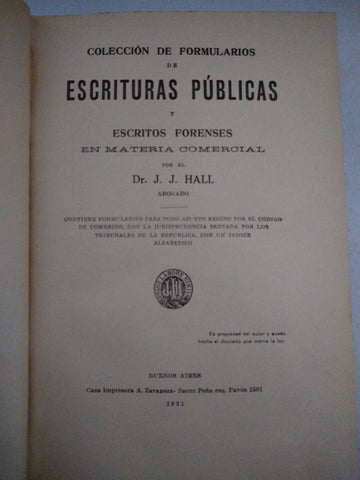 COLECCIÓN DE FORMULARIOS
DE
ESCRITURAS PÚBLICAS
Y
ESCRITOS FORENSES
EN MATERIA COMERCIAL
POR EL
Dr. J. J. HALL
ABOGADO
CONTIENE FORMULARIOS PARA TODO ASUNTO REGIDO POR EL CODIGO
DE COMERCIO, CON LA JURISPRUDENCIA SENTADA POR LOS
TRIBUNALES DE LA REPUBLICA, CON UN INDICE
ALFABETICO
Es propiedad del autor y queda
hecho el depósito que marca la ley.
BUENOS AIRES
Casa Impresora A. Zaragoza- Saenz Peña esq. Pavón 1561
1931